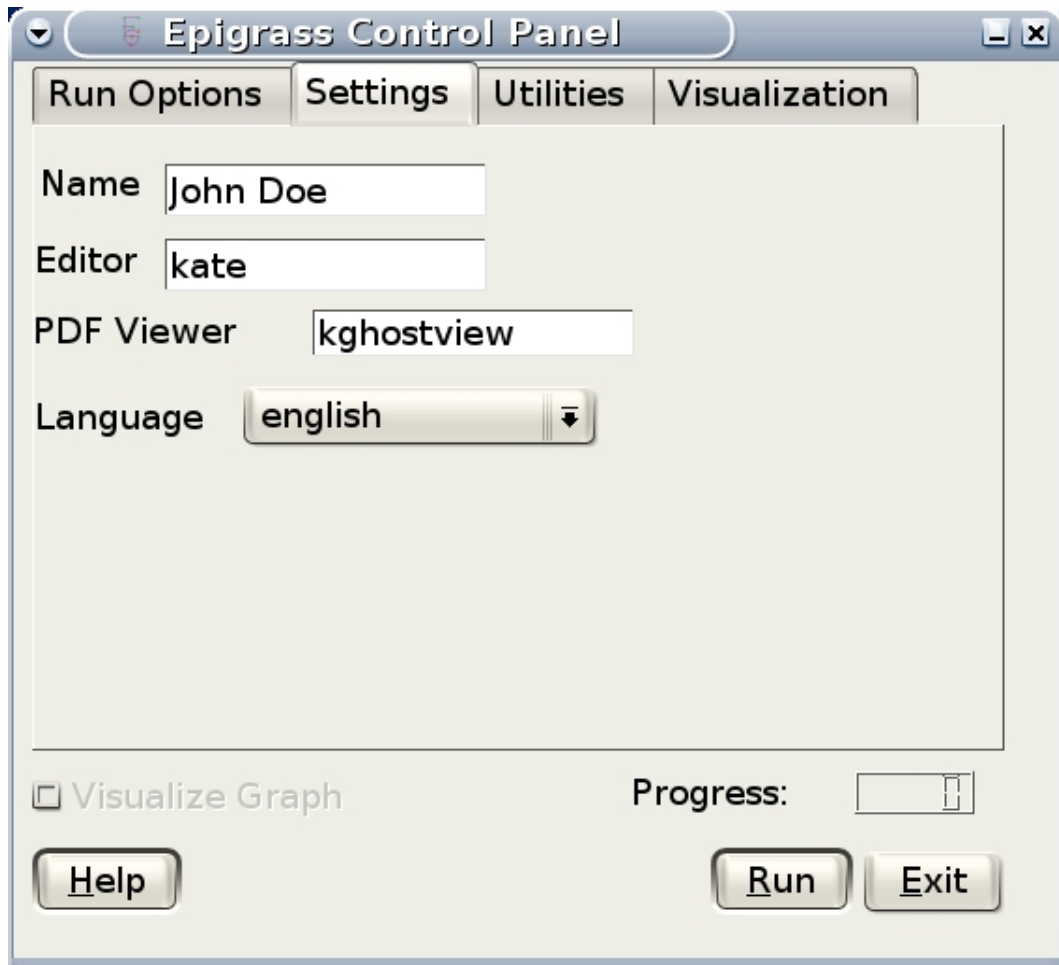 Epigrass Control Panel
Run Options Settings Utilities Visualization
Name John Doe
Editor kate
PDF Viewer kghostview
Language english
Visualize Graph Progress: 0
Help Run Exit